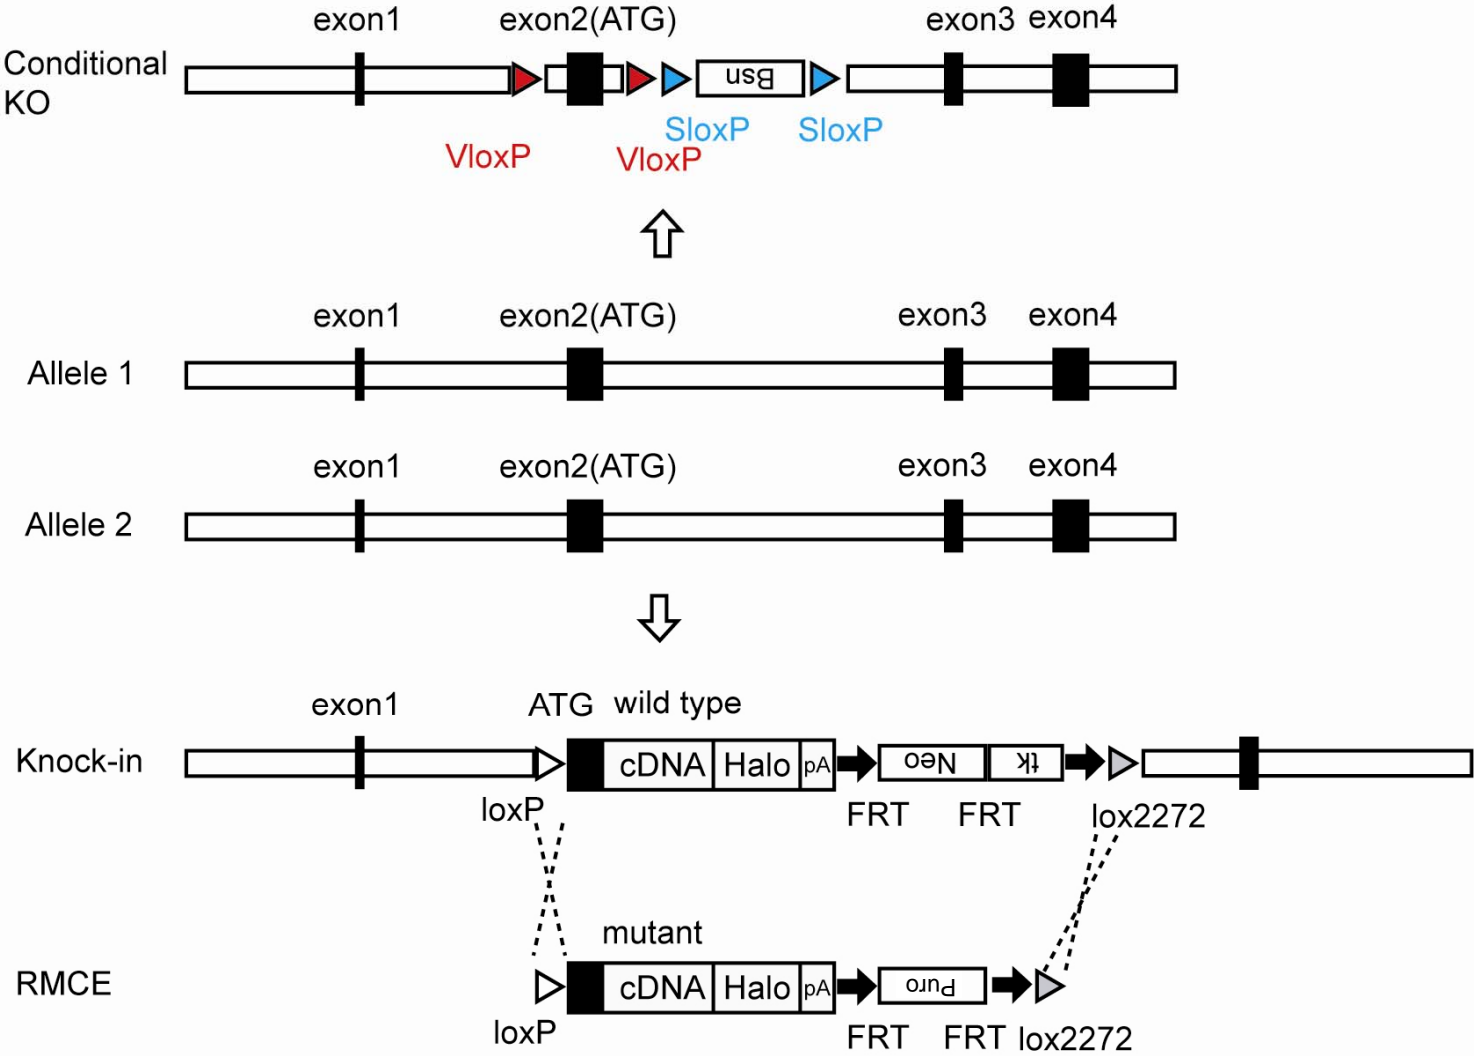 exon1 exon2(ATG) exon3 exon4
Conditional
KO
Bsn
SloxP SloxP
VloxP VloxP
exon1 exon2(ATG) exon3 exon4
Allele 1
exon1 exon2(ATG) exon3 exon4
Allele 2
exon1 ATG wild type
Knock-in cDNA Halo pA Neo tk
loxP FRT FRT lox2272
mutant
RMCE cDNA Halo pA Puro
loxP FRT FRT lox2272